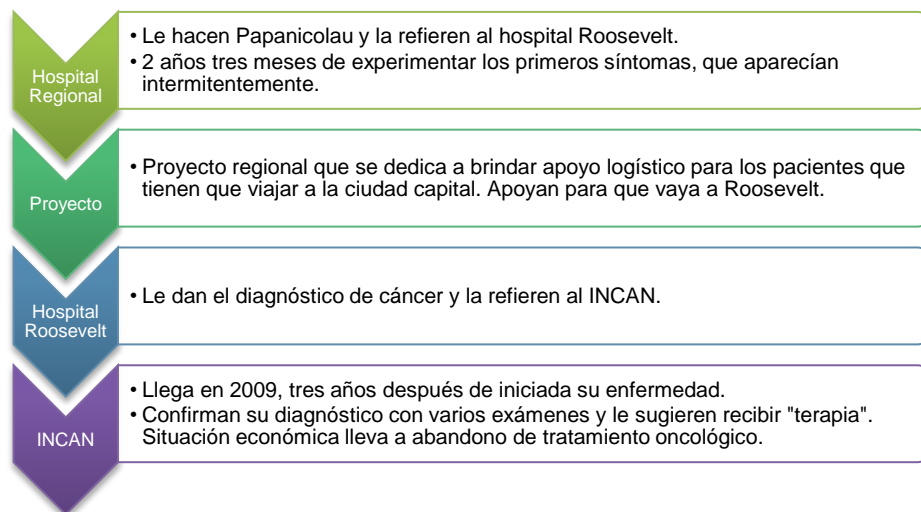 Hospital
Regional
• Le hacen Papanicolau y la refieren al hospital Roosevelt.
• 2 años tres meses de experimentar los primeros síntomas, que aparecían
intermitentemente.
Proyecto
• Proyecto regional que se dedica a brindar apoyo logístico para los pacientes que
tienen que viajar a la ciudad capital. Apoyan para que vaya a Roosevelt.
Hospital
Roosevelt
• Le dan el diagnóstico de cáncer y la refieren al INCAN.
INCAN
• Llega en 2009, tres años después de iniciada su enfermedad.
• Confirman su diagnóstico con varios exámenes y le sugieren recibir "terapia".
Situación económica lleva a abandono de tratamiento oncológico.